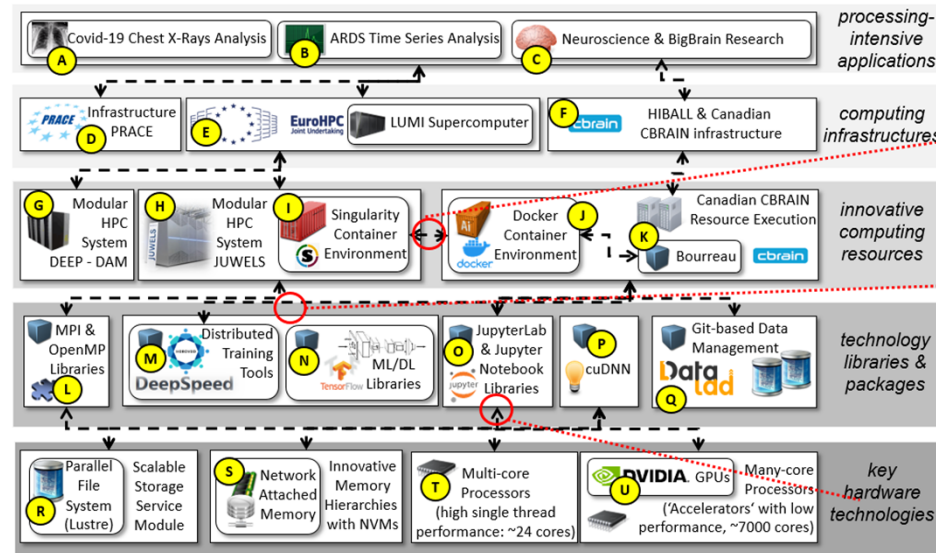 processing-
intensive
applications
A
Covid-19 Chest X-Rays Analysis
B
ARDS Time Series Analysis
C
Neuroscience & BigBrain Research
computing
infrastructures
PRACE
D
Infrastructure
PRACE
E
EuroHPC
Joint Undertaking
LUMI Supercomputer
F
cbrain
HIBALL & Canadian
CBRAIN infrastructure
innovative
computing
resources
G
Modular
HPC
System
DEEP - DAM
H
JUWELS
Modular
HPC
System
JUWELS
I
S
Singularity
Container
Environment
Ai
docker
Docker
Container
Environment
J
Canadian CBRAIN
Resource Execution
K
Bourreau
cbrain
technology
libraries &
packages
MPI &
OpenMP
Libraries
L
M
HOROVOD
Distributed
Training
Tools
DeepSpeed
N
TensorFlow
ML/DL
Libraries
O
jupyter
JupyterLab
& Jupyter
Notebook
Libraries
P
cuDNN
Git-based Data
Management
DataLad
Q
key
hardware
technologies
R
Parallel
File
System
(Lustre)
Scalable
Storage
Service
Module
S
Network
Attached
Memory
Innovative
Memory
Hierarchies
with NVMs
T
Multi-core
Processors
(high single thread
performance: ~24 cores)
NVIDIA. GPUs
U
Many-core
Processors
('Accelerators' with low
performance, ~7000 cores)